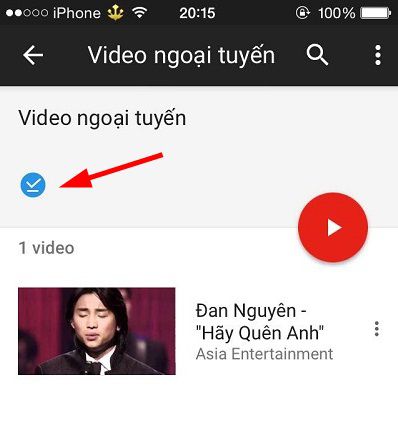 iPhone 20:15 100%
Video ngoại tuyến
Video ngoại tuyến
1 video
Đan Nguyên -
"Hãy Quên Anh"
Asia Entertainment